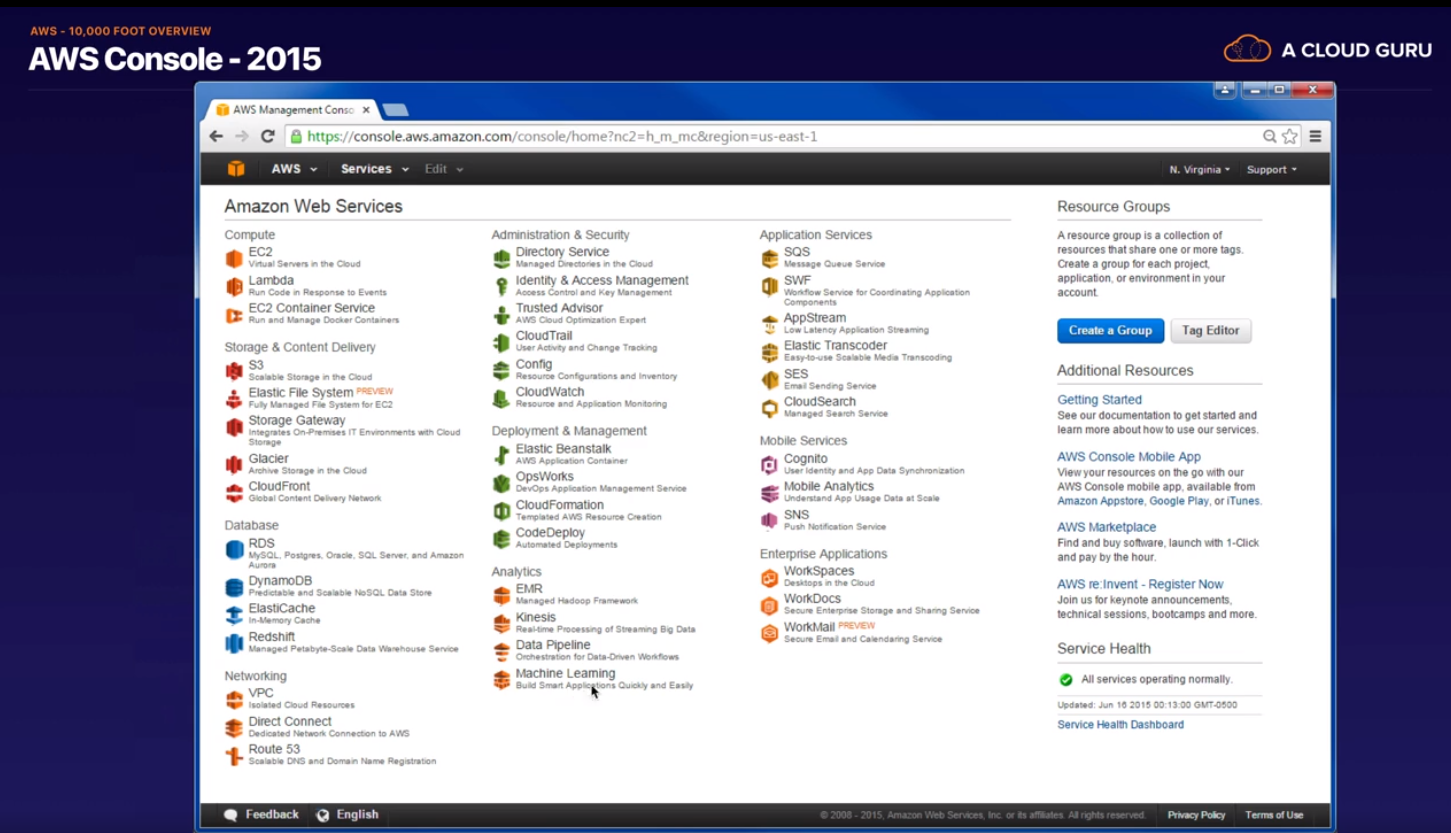 AWS - 10,000 FOOT OVERVIEW
AWS Console - 2015
A CLOUD GURU
AWS Management Conso
https://console.aws.amazon.com/console/home?nc2=h_m_mc&region=us-east-1
AWS Services Edit N. Virginia Support
Amazon Web Services
Compute
EC2
Virtual Servers in the Cloud
Lambda
Run Code in Response to Events
EC2 Container Service
Run and Manage Docker Containers
Storage & Content Delivery
S3
Scalable Storage in the Cloud
Elastic File System PREVIEW
Fully Managed File System for EC2
Storage Gateway
Integrates On-Premises IT Environments with Cloud
Storage
Glacier
Archive Storage in the Cloud
CloudFront
Global Content Delivery Network
Database
RDS
MySQL, Postgres, Oracle, SQL Server, and Amazon
Aurora
DynamoDB
Predictable and Scalable NoSQL Data Store
ElastiCache
In-Memory Cache
Redshift
Managed Petabyte-Scale Data Warehouse Service
Networking
VPC
Isolated Cloud Resources
Direct Connect
Dedicated Network Connection to AWS
Route 53
Scalable DNS and Domain Name Registration
Administration & Security
Directory Service
Managed Directories in the Cloud
Identity & Access Management
Access Control and Key Management
Trusted Advisor
AWS Cloud Optimization Expert
CloudTrail
User Activity and Change Tracking
Config
Resource Configurations and Inventory
CloudWatch
Resource and Application Monitoring
Deployment & Management
Elastic Beanstalk
AWS Application Container
OpsWorks
DevOps Application Management Service
CloudFormation
Templated AWS Resource Creation
CodeDeploy
Automated Deployments
Analytics
EMR
Managed Hadoop Framework
Kinesis
Real-time Processing of Streaming Big Data
Data Pipeline
Orchestration for Data-Driven Workflows
Machine Learning
Build Smart Applications Quickly and Easily
Application Services
SQS
Message Queue Service
SWF
Workflow Service for Coordinating Application
Components
AppStream
Low Latency Application Streaming
Elastic Transcoder
Easy-to-use Scalable Media Transcoding
SES
Email Sending Service
CloudSearch
Managed Search Service
Mobile Services
Cognito
User Identity and App Data Synchronization
Mobile Analytics
Understand App Usage Data at Scale
SNS
Push Notification Service
Enterprise Applications
WorkSpaces
Desktops in the Cloud
WorkDocs
Secure Enterprise Storage and Sharing Service
WorkMail PREVIEW
Secure Email and Calendaring Service
Resource Groups
A resource group is a collection of
resources that share one or more tags.
Create a group for each project,
application, or environment in your
account.
Create a Group Tag Editor
Additional Resources
Getting Started
See our documentation to get started and
learn more about how to use our services.
AWS Console Mobile App
View your resources on the go with our
AWS Console mobile app, available from
Amazon Appstore, Google Play, or iTunes.
AWS Marketplace
Find and buy software, launch with 1-Click
and pay by the hour.
AWS re:Invent - Register Now
Join us for keynote announcements,
technical sessions, bootcamps and more.
Service Health
All services operating normally.
Updated: Jun 16 2015 00:13:00 GMT-0500
Service Health Dashboard
Feedback English © 2008 - 2015, Amazon Web Services, Inc. or its affiliates. All rights reserved. Privacy Policy Terms of Use